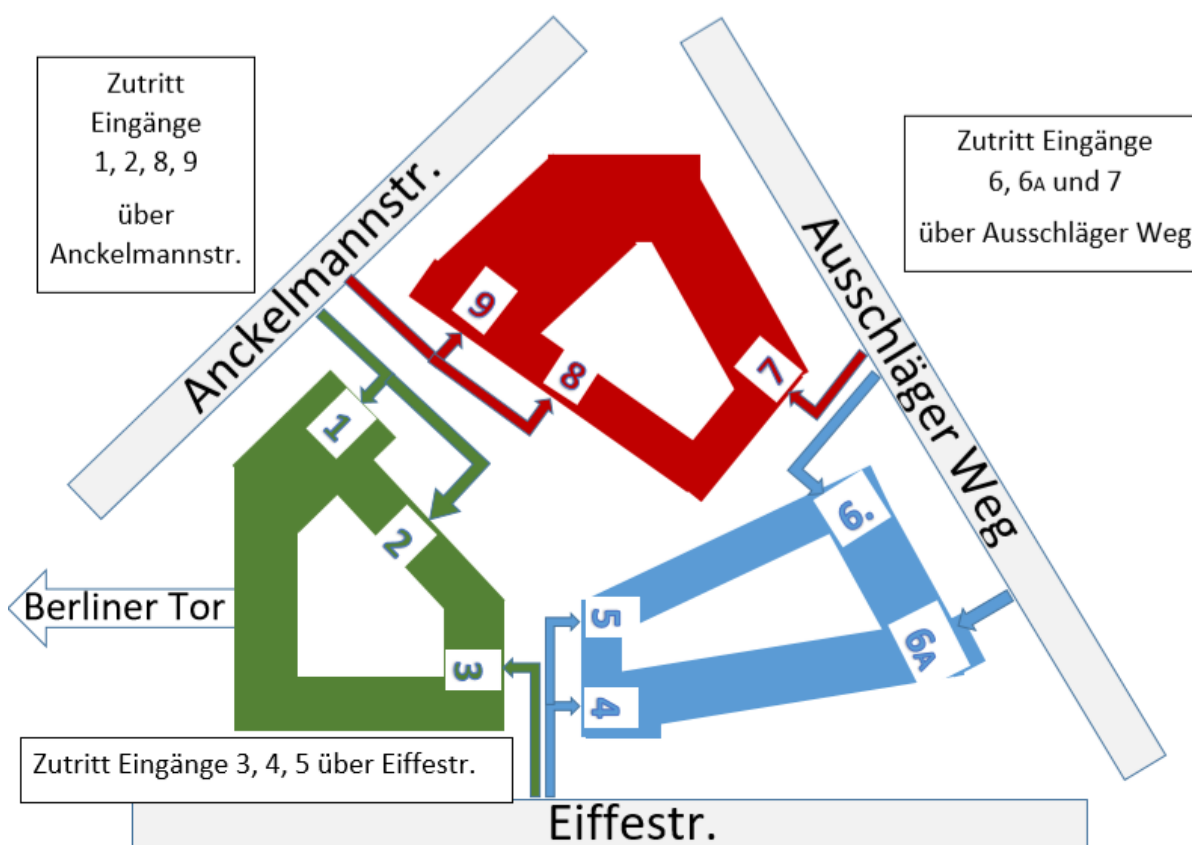 Zutritt
Eingänge
1, 2, 8, 9
über
Anckelmannstr.
Zutritt Eingänge
6, 6A und 7
über Ausschläger Weg
Anckelmannstr.
Ausschläger Weg
9
8
7
1
2
3
6.
5
4
6A
Berliner Tor
Zutritt Eingänge 3, 4, 5 über Eiffestr.
Eiffestr.